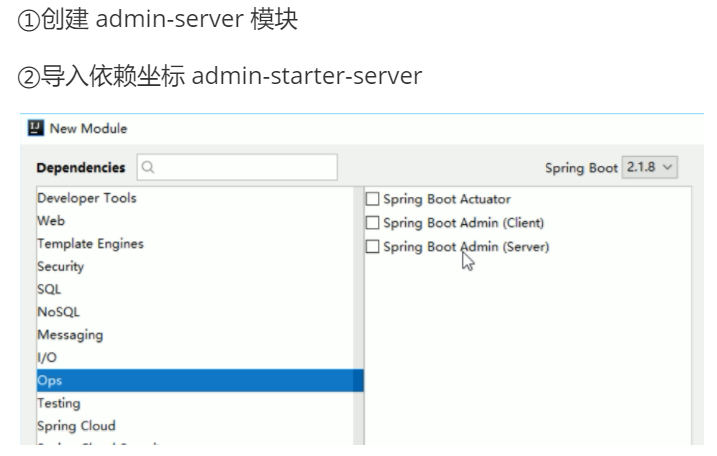 ①创建 admin-server 模块
②导入依赖坐标 admin-starter-server
New Module
Dependencies
Spring Boot 2.1.8
Developer Tools
Web
Template Engines
Security
SQL
NoSQL
Messaging
I/O
Ops
Testing
Spring Cloud
Spring Boot Actuator
Spring Boot Admin (Client)
Spring Boot Admin (Server)